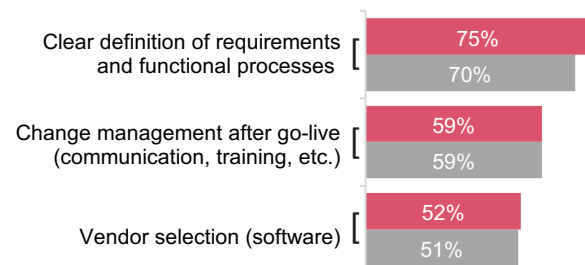 Clear definition of requirements
and functional processes
75%
70%
Change management after go-live
(communication, training, etc.)
59%
59%
Vendor selection (software)
52%
51%